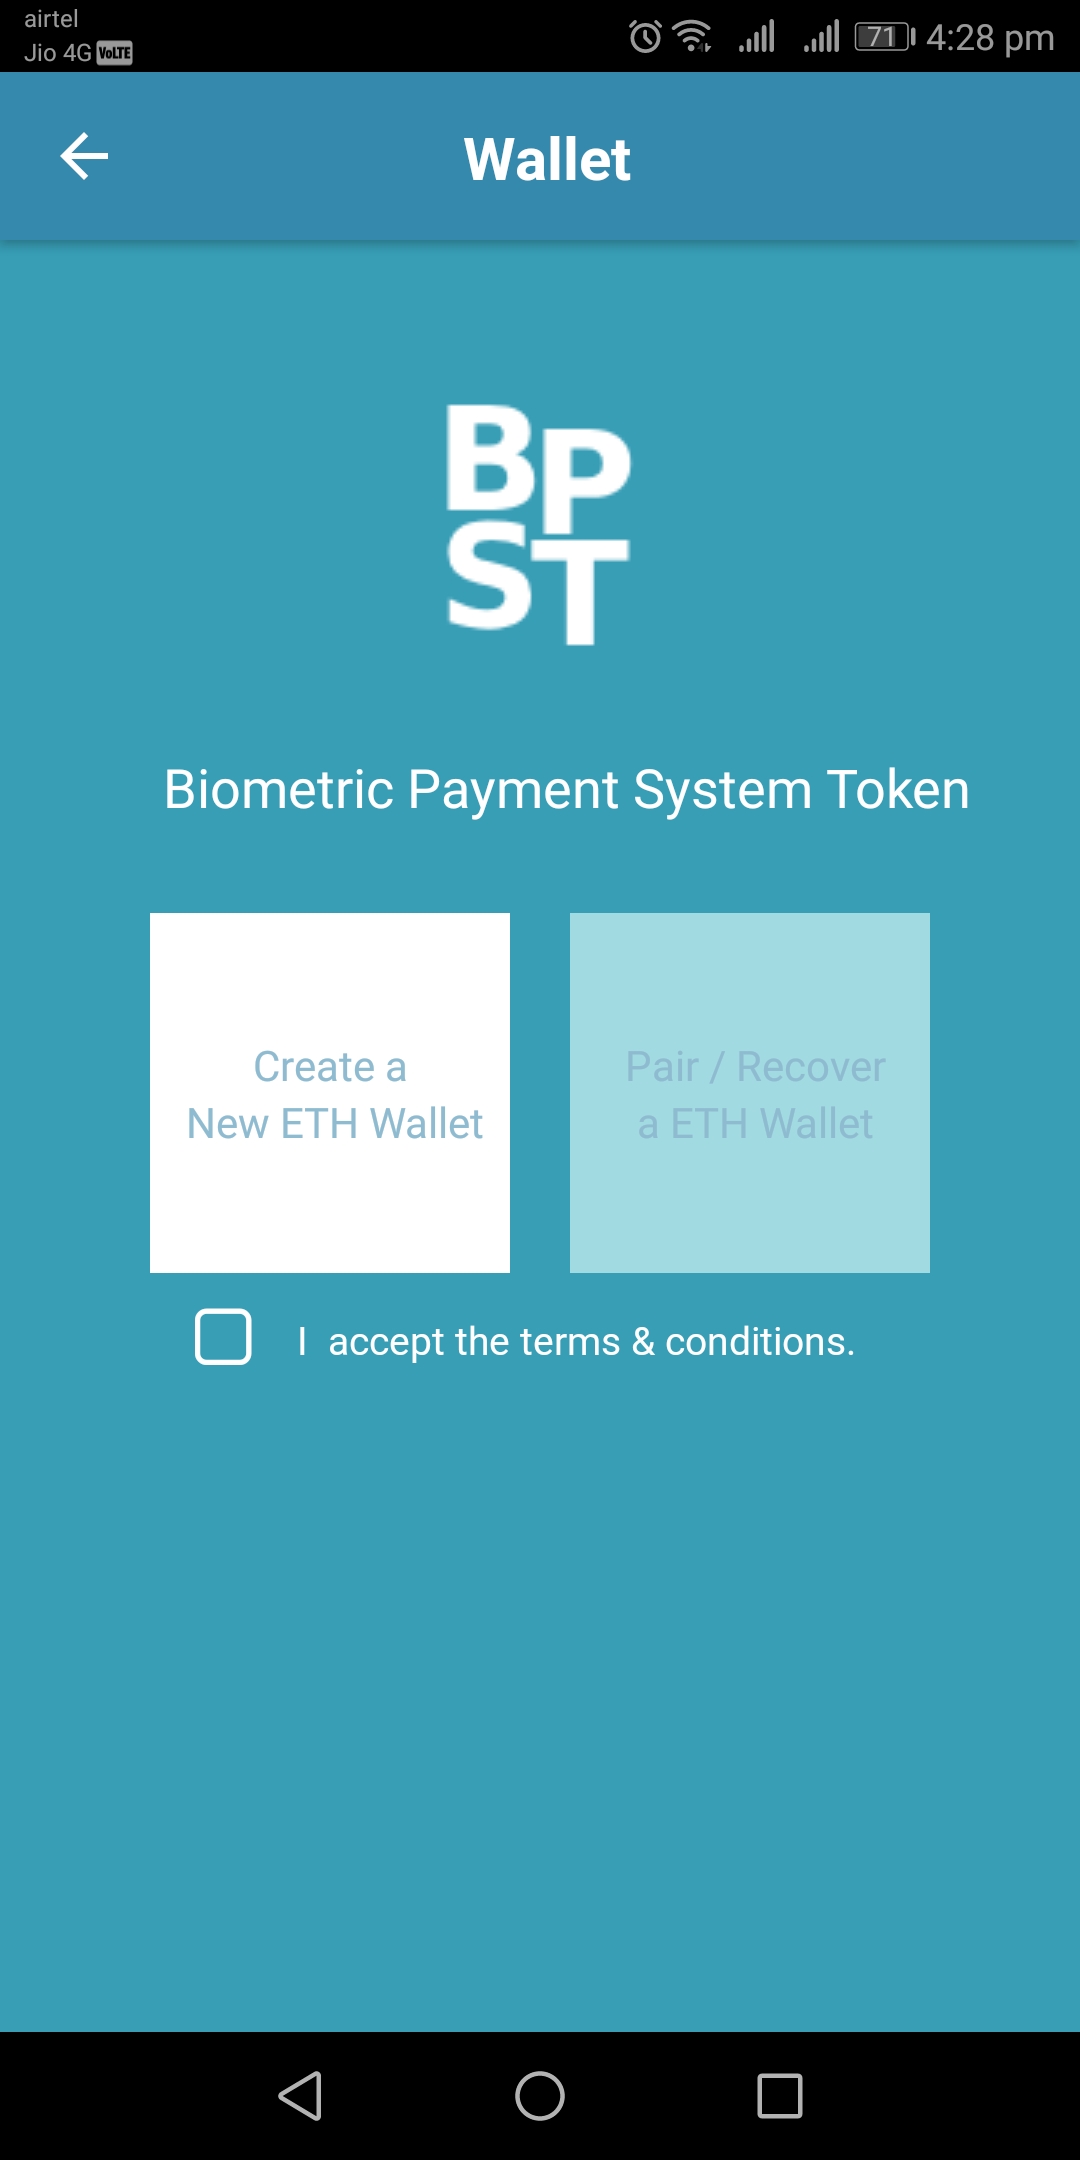 airtel
Jio 4G VoLTE
71 4:28 pm
Wallet
BP
ST
Biometric Payment System Token
Create a
New ETH Wallet
Pair / Recover
a ETH Wallet
I accept the terms & conditions.